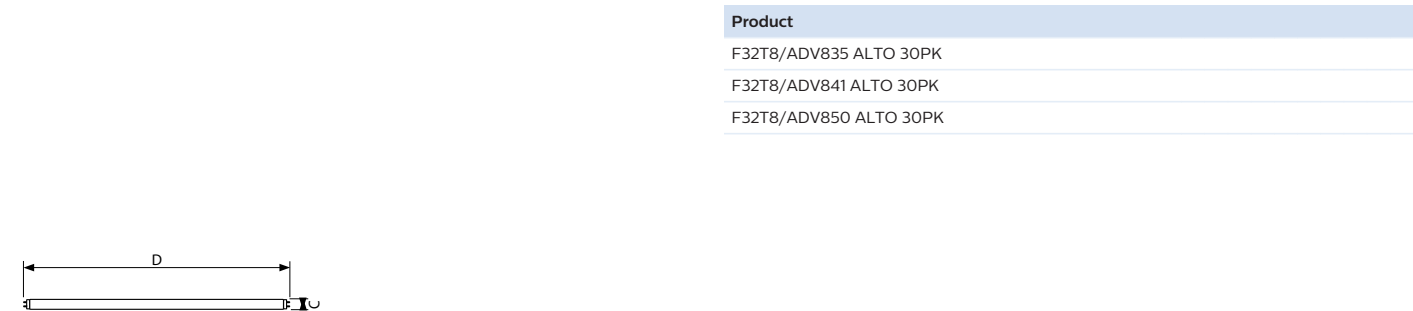 Product
F32T8/ADV835 ALTO 30PK
F32T8/ADV841 ALTO 30PK
F32T8/ADV850 ALTO 30PK
D
C